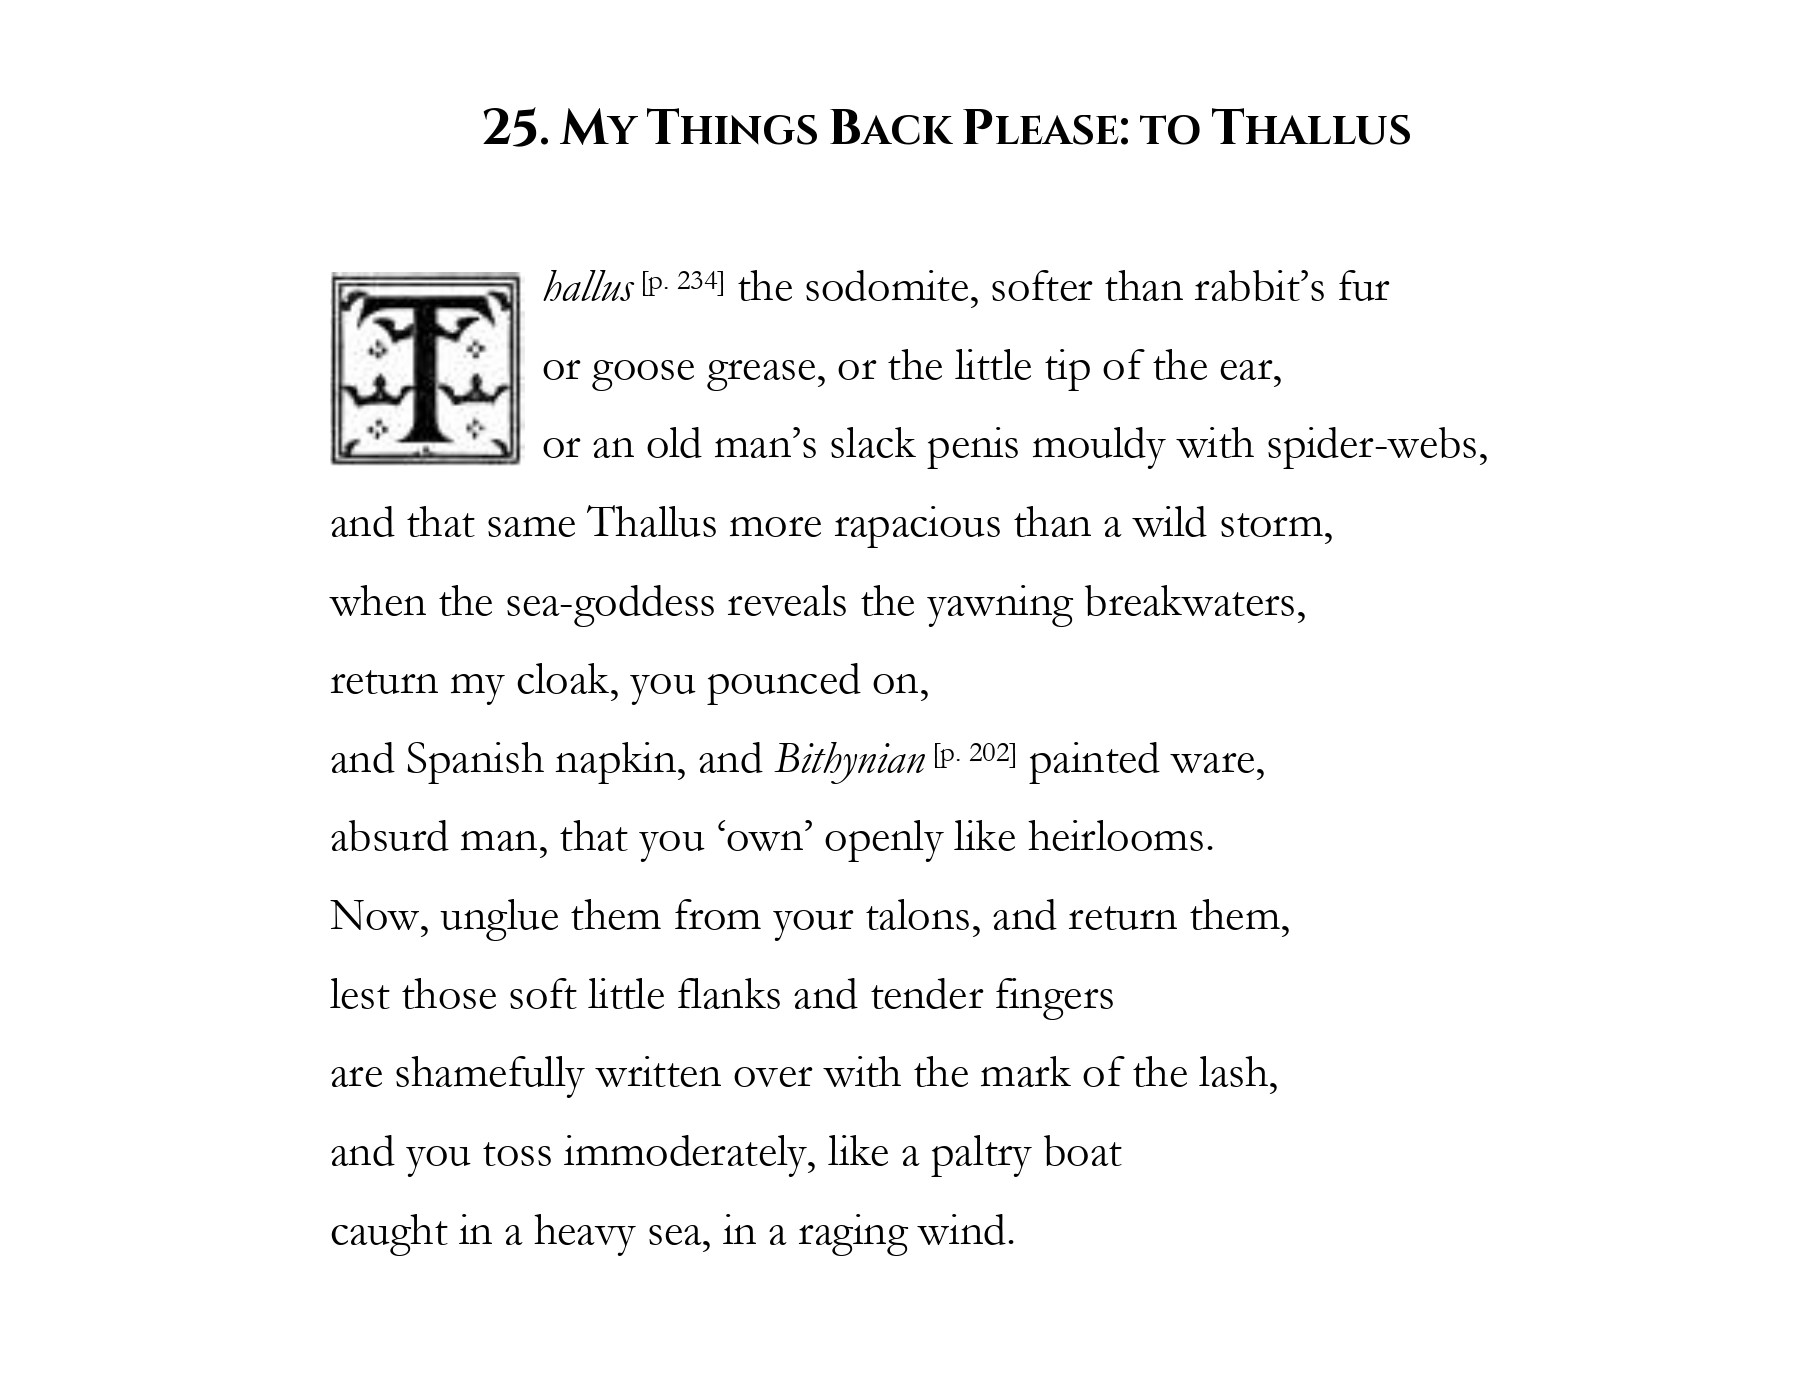 25. My Things Back Please: to Thallus
Thallus [p. 234] the sodomite, softer than rabbit’s fur
or goose grease, or the little tip of the ear,
or an old man’s slack penis mouldy with spider-webs,
and that same Thallus more rapacious than a wild storm,
when the sea-goddess reveals the yawning breakwaters,
return my cloak, you pounced on,
and Spanish napkin, and Bithynian [p. 202] painted ware,
absurd man, that you ‘own’ openly like heirlooms.
Now, unglue them from your talons, and return them,
lest those soft little flanks and tender fingers
are shamefully written over with the mark of the lash,
and you toss immoderately, like a paltry boat
caught in a heavy sea, in a raging wind.